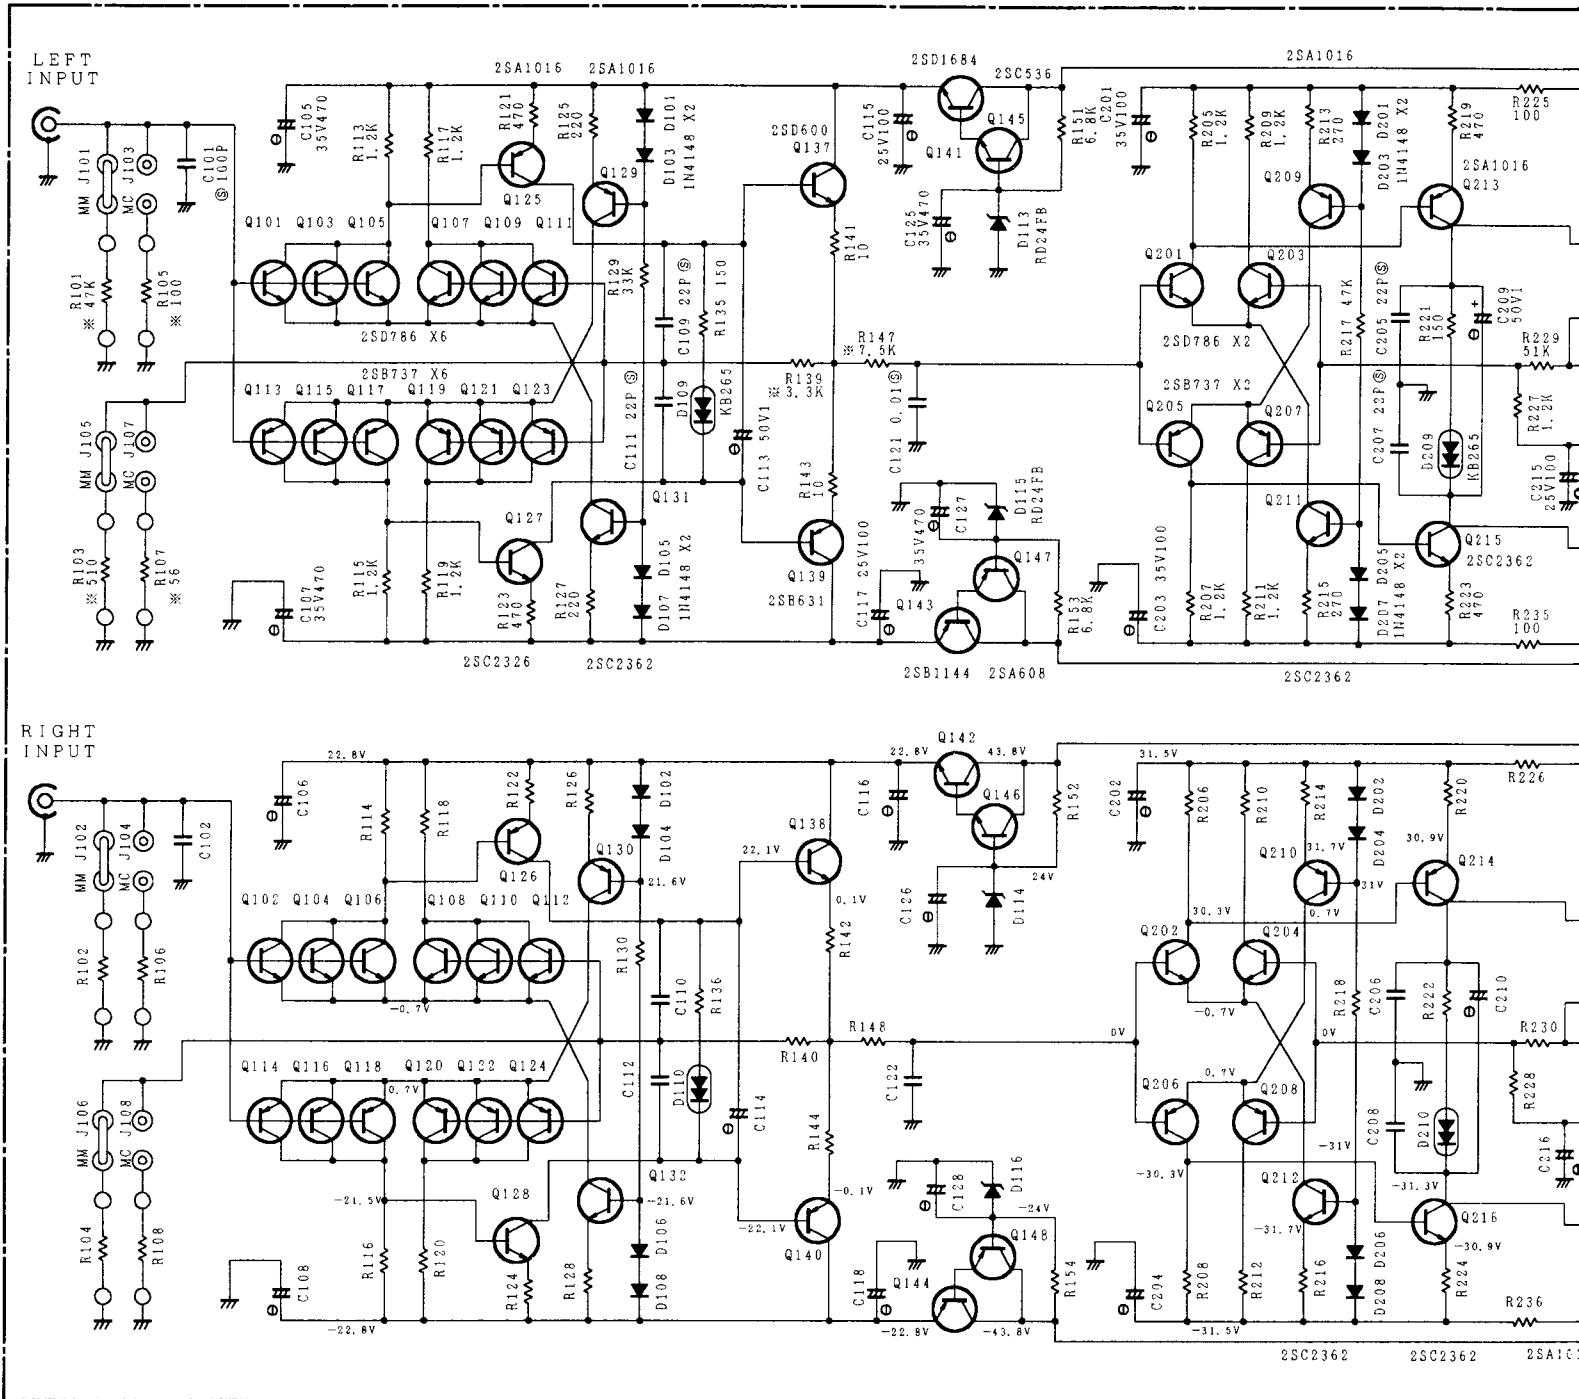 LEFT
INPUT
2SA1016
2SA1016
2SD1684
2SC536
2SA1016
C105
35V470
R113
1.2K
R117
1.2K
R121
470
R125
220
D103 D101
1N4148 X2
2SD600
Q137
C115
25V100
Q141
Q145
R151
6.8K
C201
35V100
R205
1.2K
R209
1.2K
R213
270
D203 D201
1N4148 X2
R219
470
R225
100
MM J101
MC J103
C101
Ⓢ100P
Q125
Q129
Q209
2SA1016
Q213
Q101 Q103 Q105 Q107 Q109 Q111
R129
33K
C109 22PⓈ
R135 150
R141
10
C125
35V470
D113
RD24FB
Q201
Q203
R217 47K
C205 22PⓈ
R221
150
C209
50V1
+
R101
※ 47K
R105
※ 100
2SD786 X6
2SD786 X2
R147
※7.5K
R229
51K
2SB737 X6
R139
※3.3K
2SB737 X2
Q113 Q115 Q117 Q119 Q121 Q123
C111 22PⓈ
D109
KB265
C113 50V1
C121 0.01Ⓢ
Q205
Q207
C207 22PⓈ
D209
KB265
R227
1.2K
C215
25V100
MM J105
MC J107
R143
10
C127
35V470
D115
RD24FB
Q131
Q127
Q211
Q215
2SC2362
R103
※ 510
R107
※ 56
C107
35V470
R115
1.2K
R119
1.2K
R123
470
R127
220
D107 D105
1N4148 X2
Q139
2SB631
C117 25V100
Q143
Q147
R153
6.8K
C203 35V100
R207
1.2K
R211
1.2K
R215
270
D207 D205
1N4148 X2
R223
470
R235
100
2SC2326
2SC2362
2SB1144
2SA608
2SC2362
RIGHT
INPUT
22.8V
22.8V
Q142
43.8V
31.5V
C106
R114
R118
R122
R126
D104 D102
C116
Q146
R152
C202
R206
R210
R214
D204 D202
R220
R226
MM J102
MC J104
C102
Q126
Q130
21.6V
Q138
22.1V
0.1V
24V
Q210
31.7V
31V
0.7V
30.9V
Q214
Q102 Q104 Q106 Q108 Q110 Q112
R130
C110
R136
R142
C126
D114
30.3V
Q202
Q204
R218
C206
R222
C210
R102
R106
-0.7V
-0.7V
R148
0V
0V
R230
R140
Q114 Q116 Q118 Q120 Q122 Q124
0.7V
C112
D110
C114
C122
0.7V
Q206
Q208
C208
D210
R228
C216
MM J106
MC J108
R144
-31V
-30.3V
-31.3V
-21.5V
Q128
Q132
-21.6V
-22.1V
-0.1V
C128
D116
-24V
Q212
-31.7V
Q216
-30.9V
R104
R108
C108
R116
R120
R124
R128
D108 D106
Q140
C118
Q144
Q148
R154
C204
R208
R212
R216
D208 D206
R224
R236
-22.8V
-22.8V
-43.8V
-31.5V
2SC2362
2SC2362